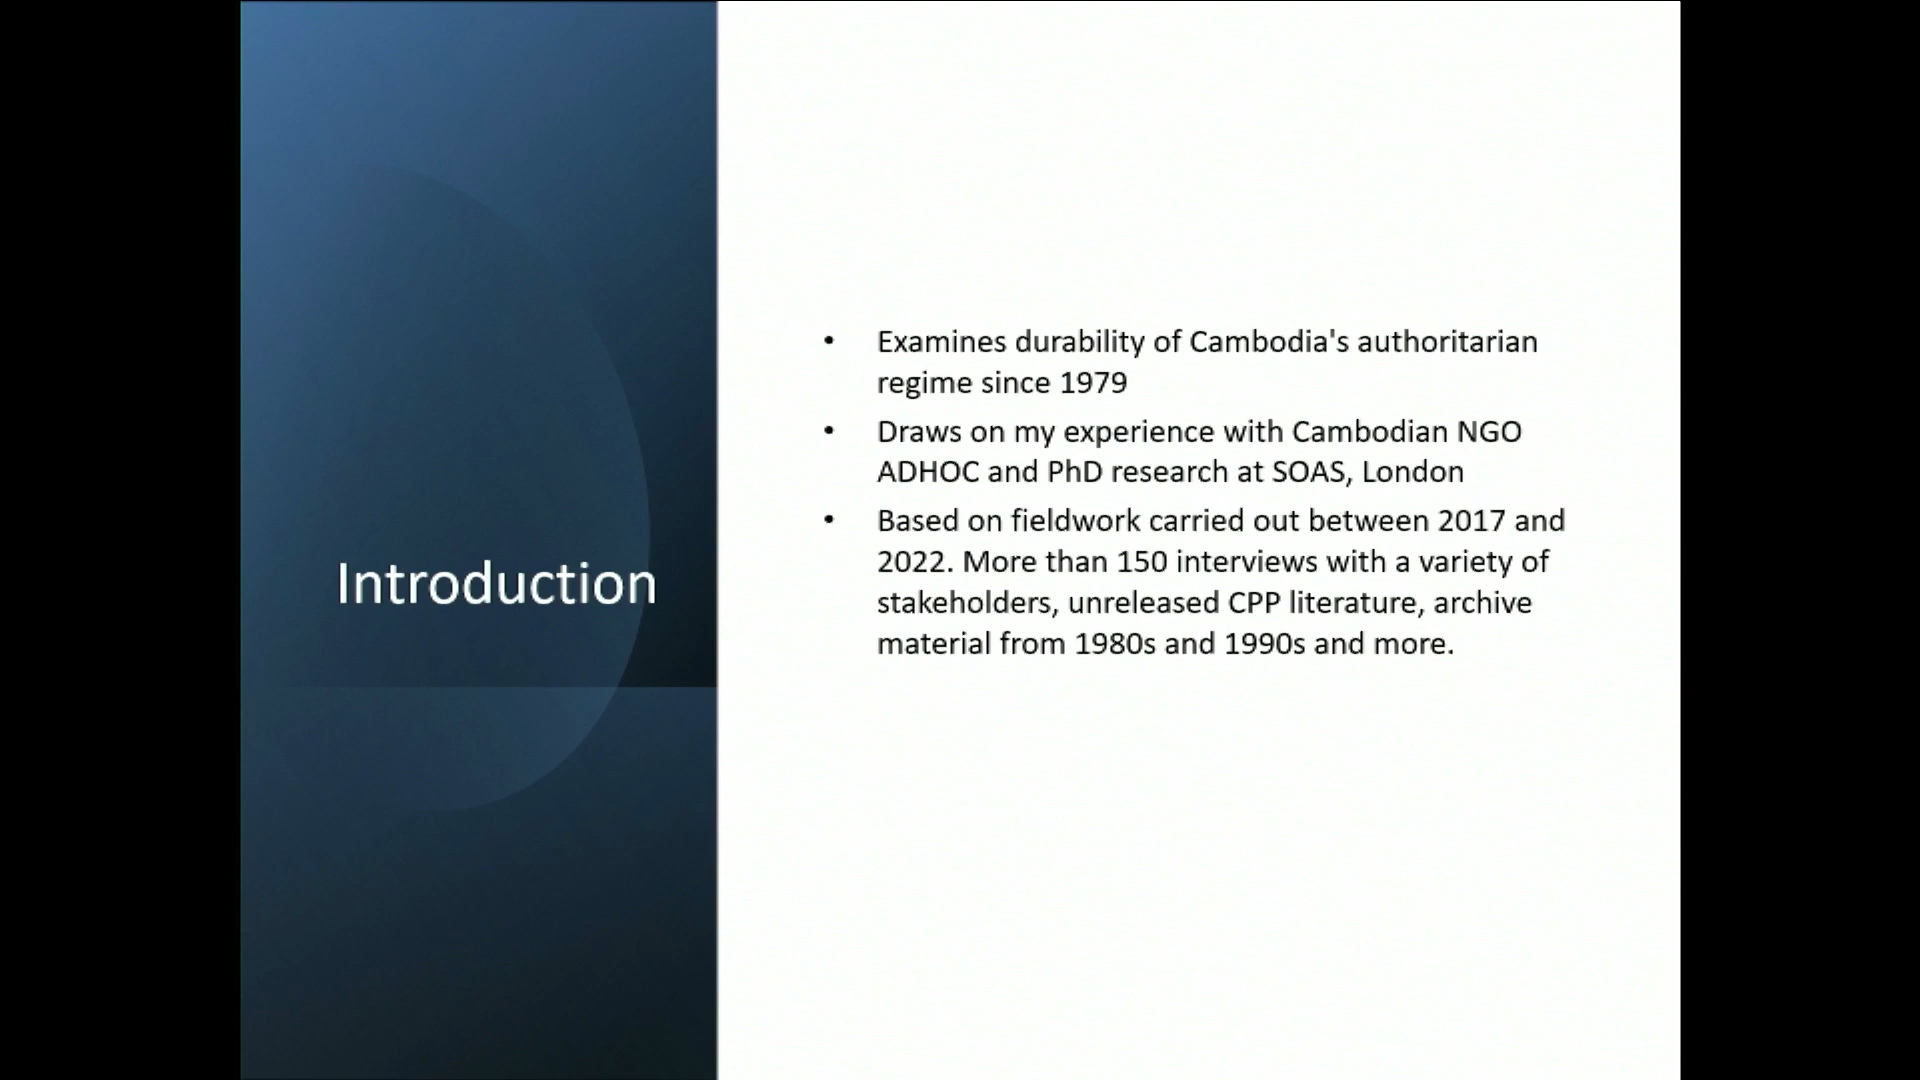 Introduction
• Examines durability of Cambodia's authoritarian
regime since 1979
• Draws on my experience with Cambodian NGO
ADHOC and PhD research at SOAS, London
• Based on fieldwork carried out between 2017 and
2022. More than 150 interviews with a variety of
stakeholders, unreleased CPP literature, archive
material from 1980s and 1990s and more.